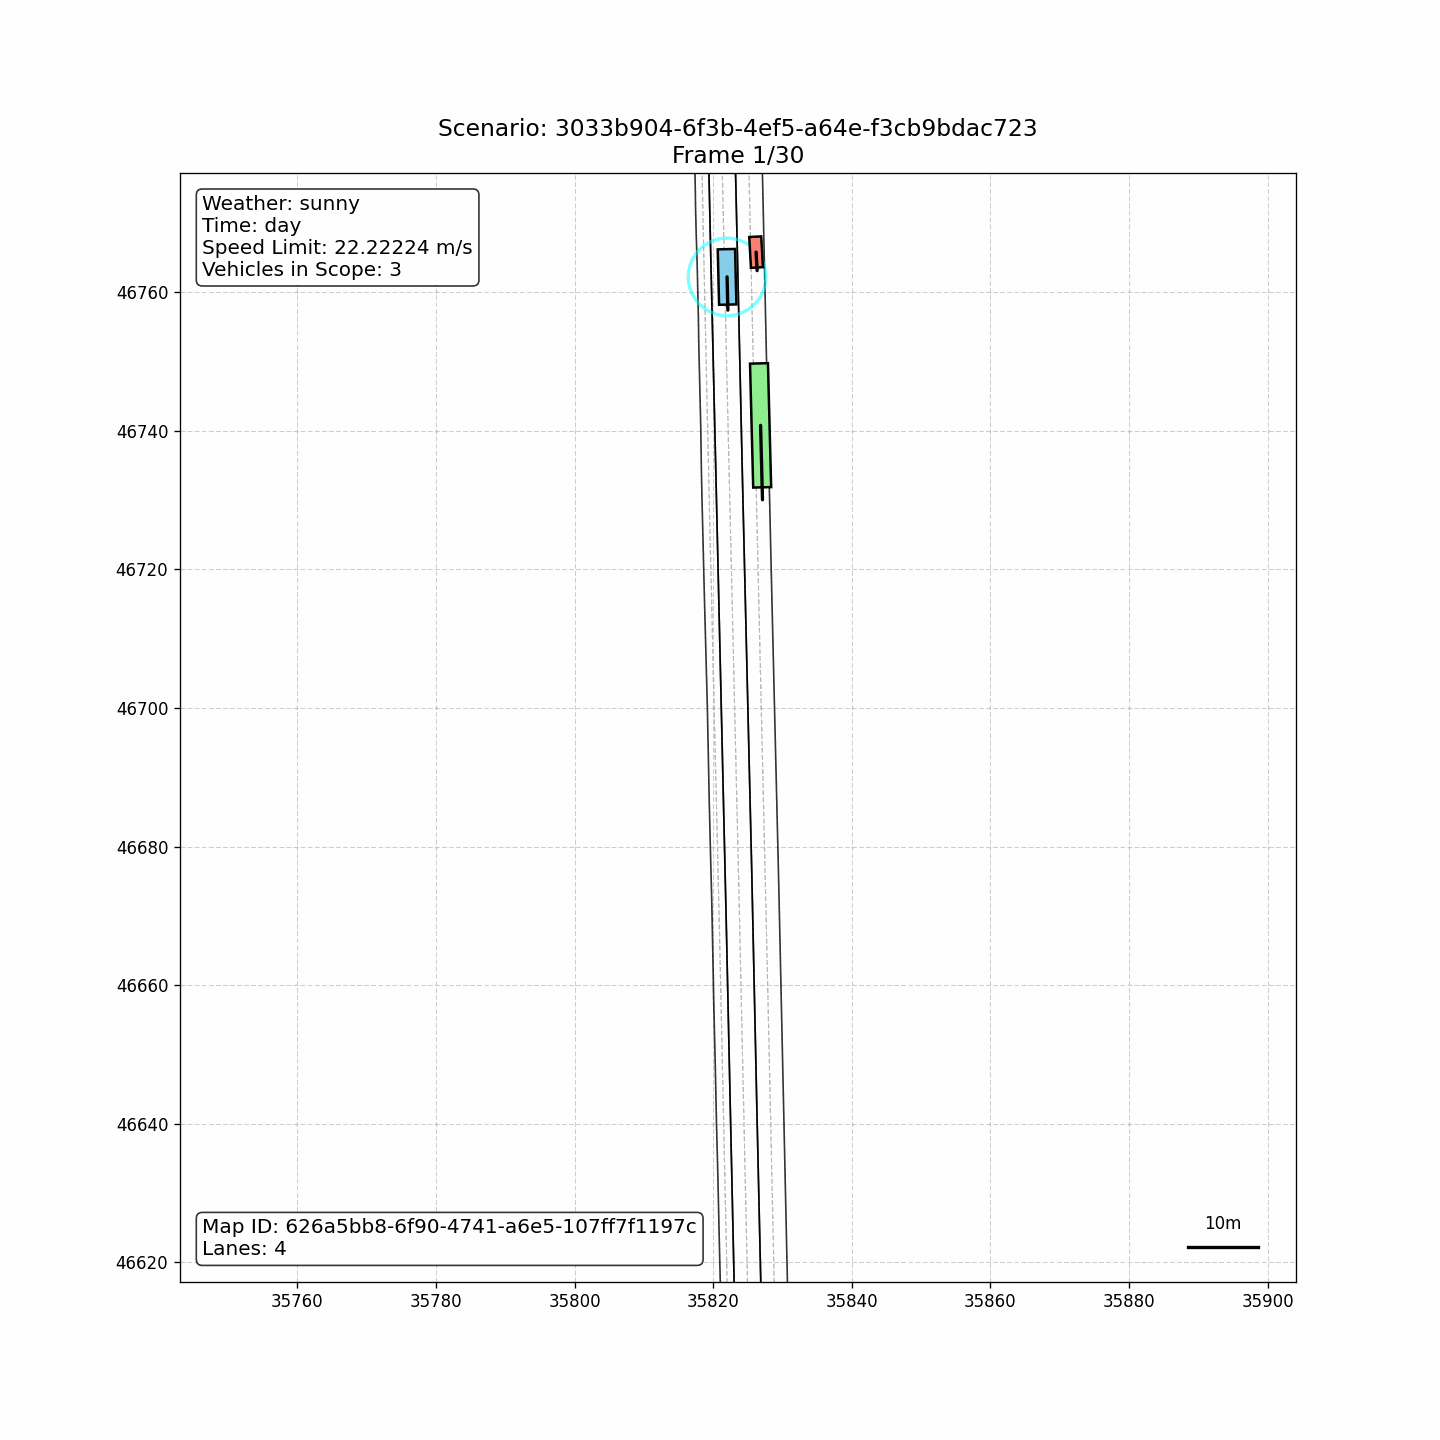 Scenario: 3033b904-6f3b-4ef5-a64e-f3cb9bdac723
Frame 1/30
Weather: sunny
Time: day
Speed Limit: 22.22224 m/s
Vehicles in Scope: 3
46760
46740
46720
46700
46680
46660
46640
46620
Map ID: 626a5bb8-6f90-4741-a6e5-107ff7f1197c
Lanes: 4
10m
35760
35780
35800
35820
35840
35860
35880
35900